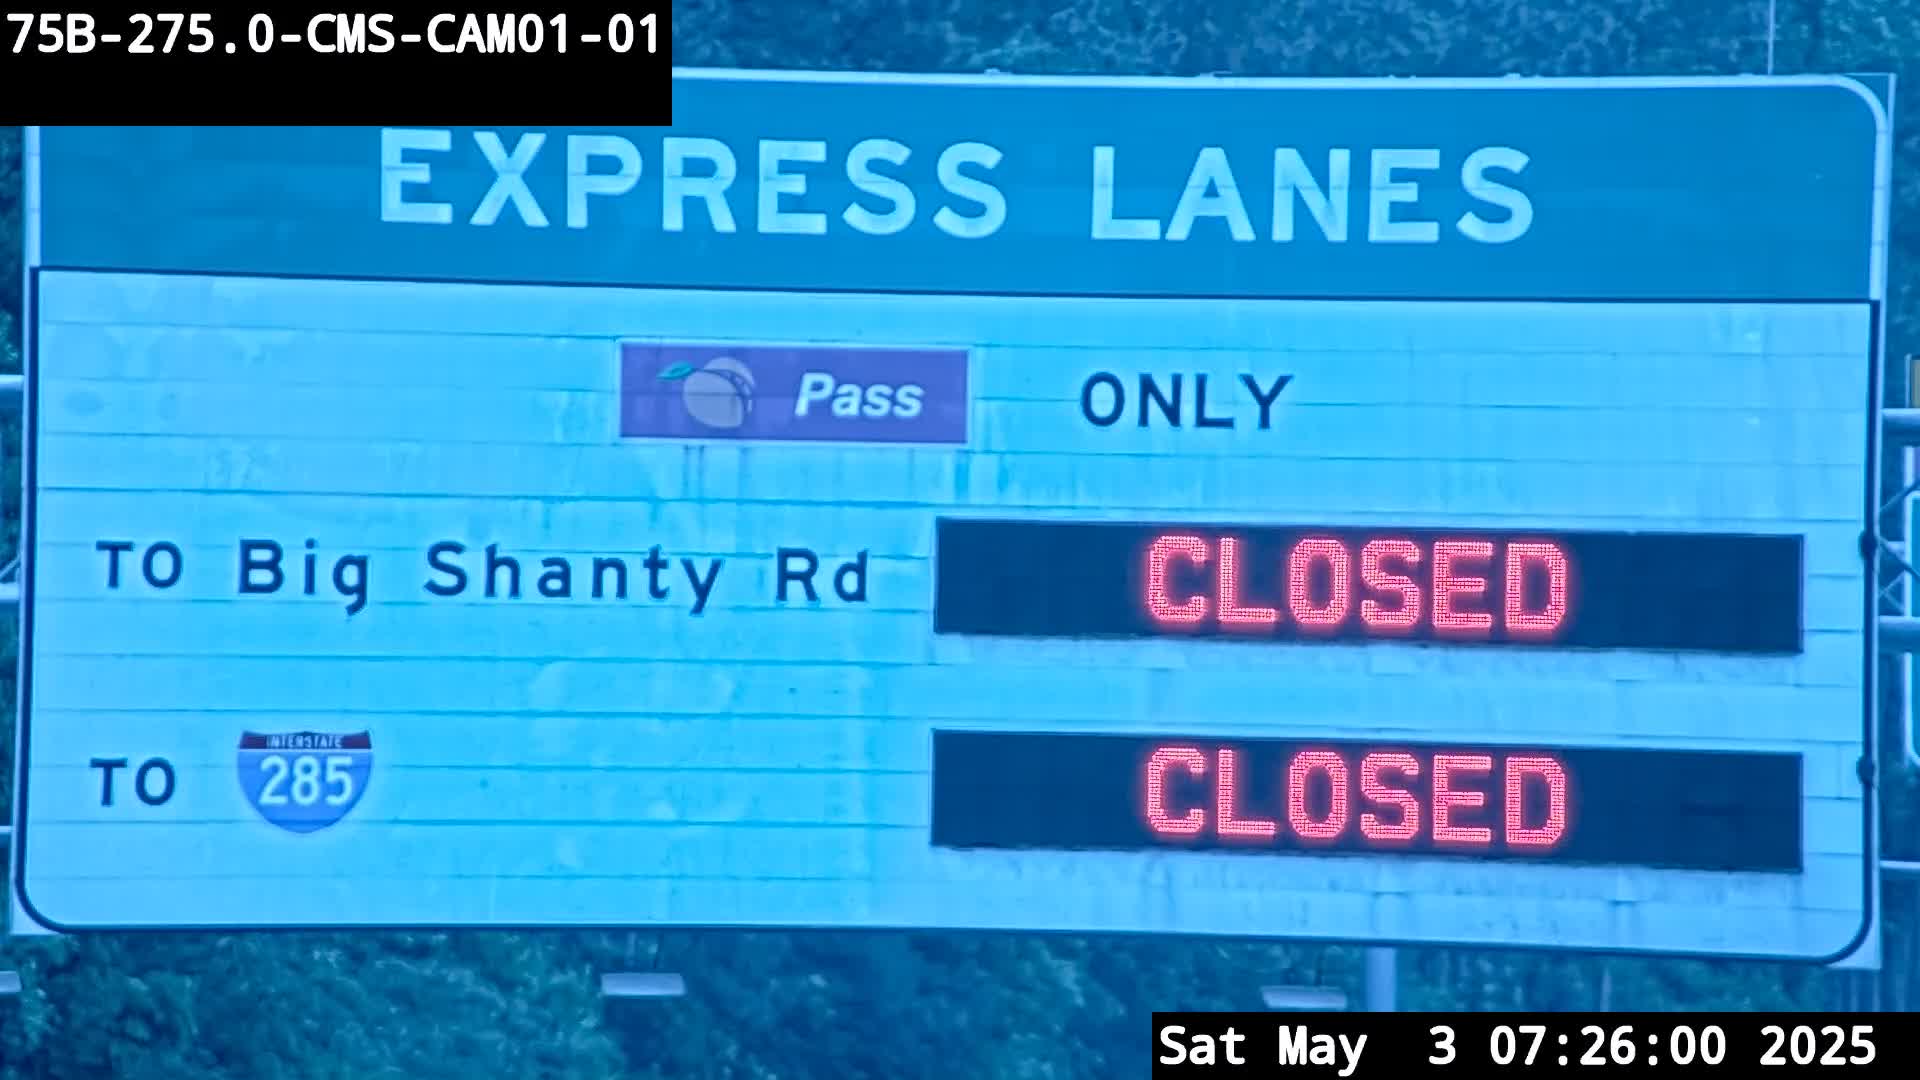 75B-275.0-CMS-CAM01-01
EXPRESS LANES
Pass ONLY
TO Big Shanty Rd CLOSED
INTERSTATE
TO 285 CLOSED
Sat May 3 07:26:00 2025